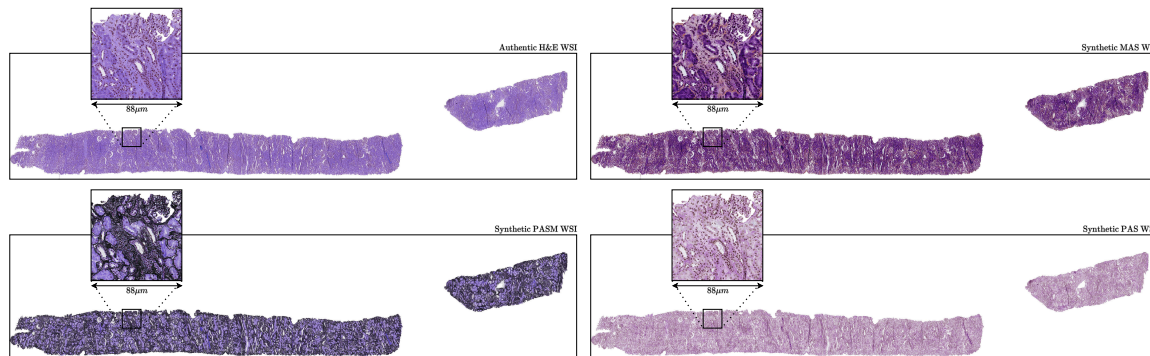 Authentic H&E WSI
88μm
Synthetic MAS W
88μm
Synthetic PASM WSI
88μm
Synthetic PAS W
88μm